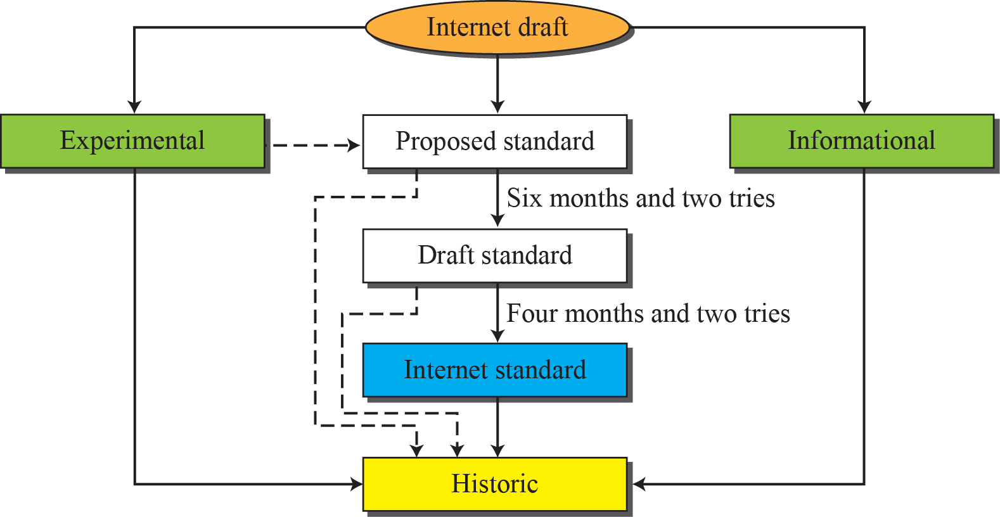 Internet draft
Experimental
Proposed standard
Informational
Six months and two tries
Draft standard
Four months and two tries
Internet standard
Historic